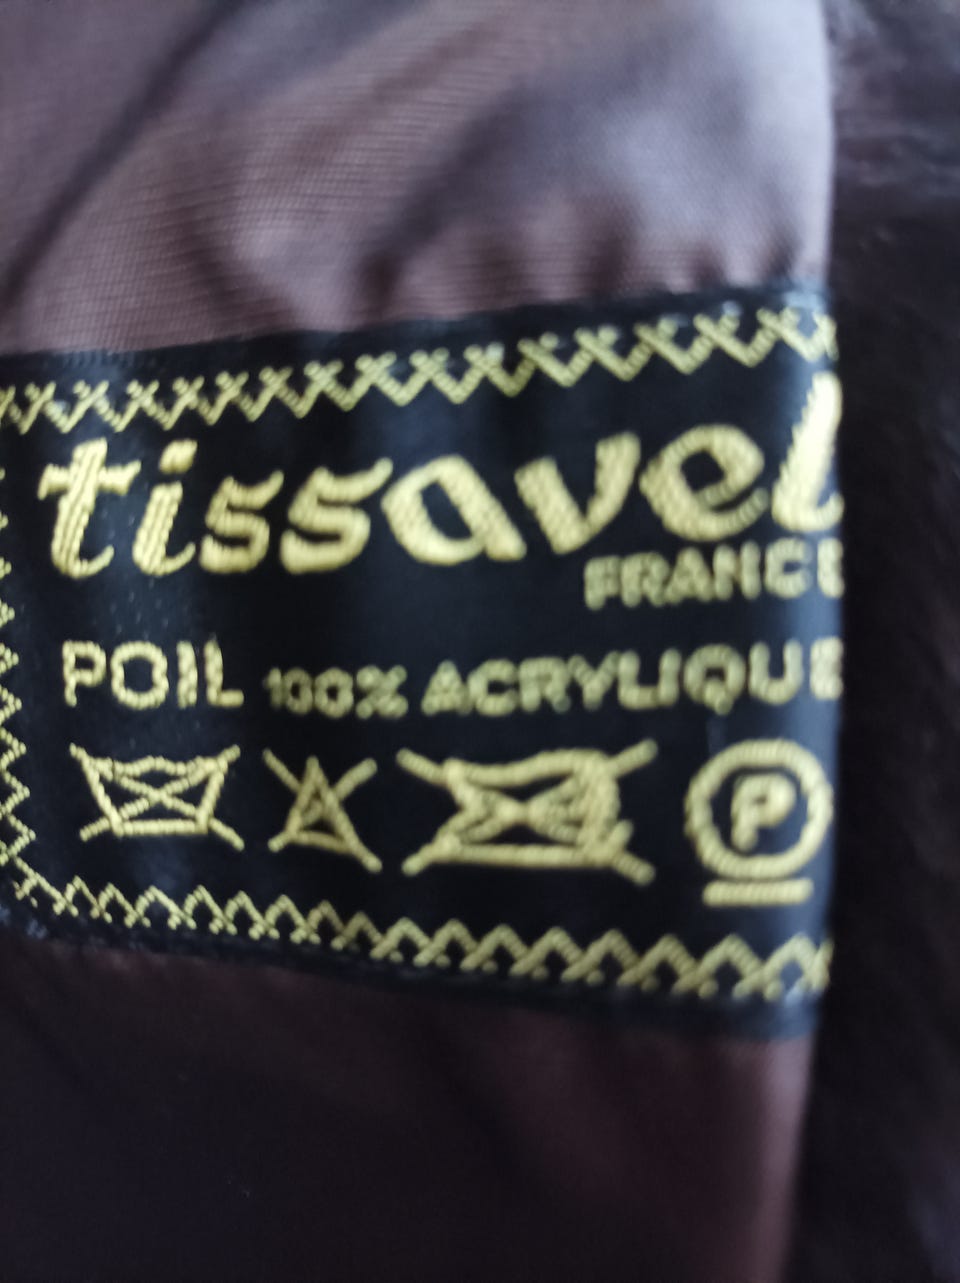 tissavel
FRANCE
POIL 100% ACRYLIQUE
A P